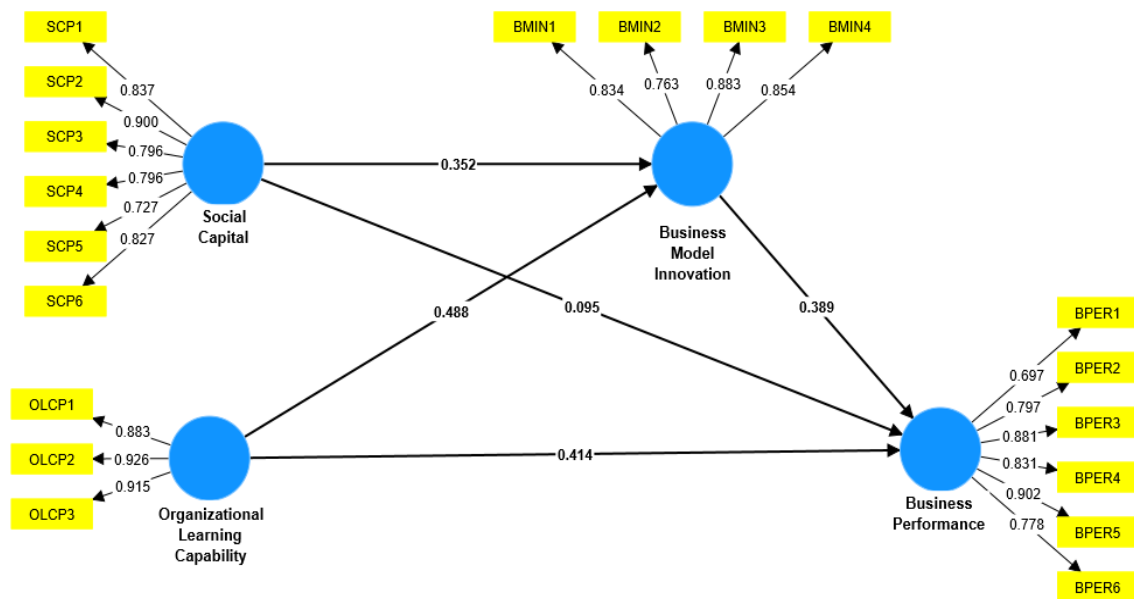 SCP1
SCP2
SCP3
SCP4
SCP5
SCP6
0.837
0.900
0.796
0.796
0.727
0.827
Social
Capital
BMIN1
BMIN2
BMIN3
BMIN4
0.834
0.763
0.883
0.854
Business
Model
Innovation
0.352
0.488
0.095
0.389
0.414
OLCP1
OLCP2
OLCP3
0.883
0.926
0.915
Organizational
Learning
Capability
BPER1
BPER2
BPER3
BPER4
BPER5
BPER6
0.697
0.797
0.881
0.831
0.902
0.778
Business
Performance